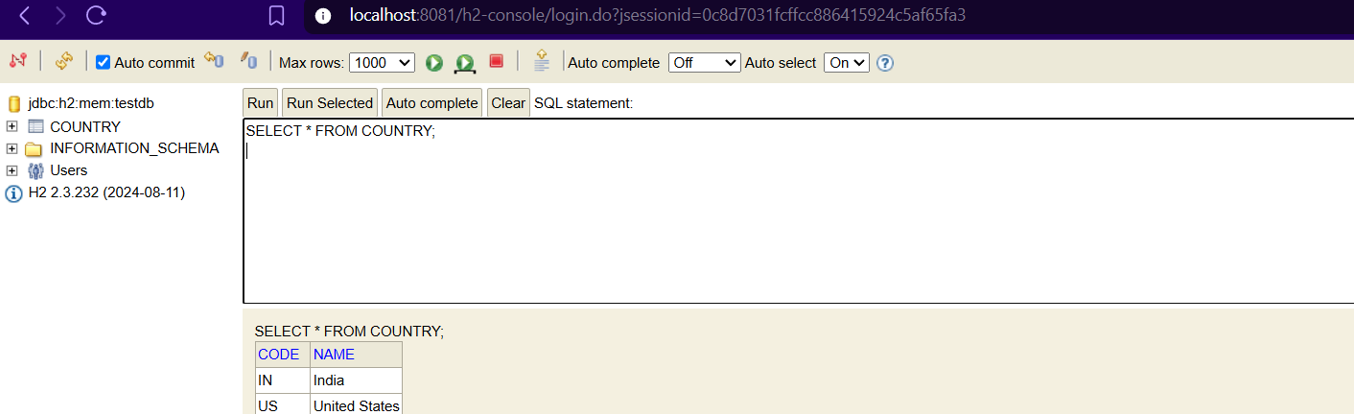 localhost:8081/h2-console/login.do?jsessionid=0c8d7031fcffcc886415924c5af65fa3
Auto commit Max rows: 1000 Auto complete Off Auto select On
jdbc:h2:mem:testdb
COUNTRY
INFORMATION_SCHEMA
Users
H2 2.3.232 (2024-08-11)
Run Run Selected Auto complete Clear SQL statement:
SELECT * FROM COUNTRY;
SELECT * FROM COUNTRY;
CODE NAME
IN India
US United States